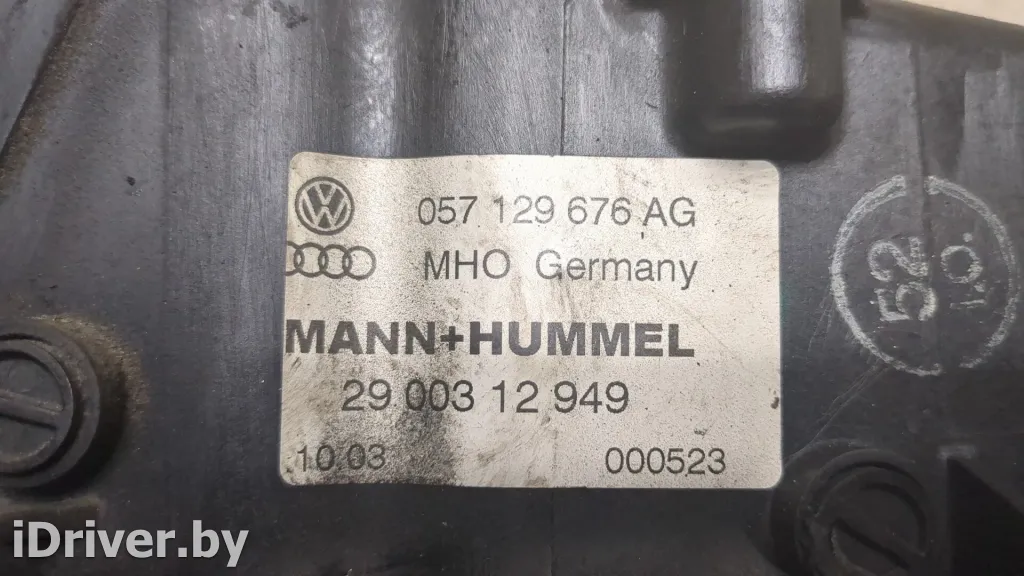 057 129 676 AG
MHO Germany
MANN+HUMMEL
29 003 12 949
10 03 000523
52
I.O.
iDriver.by